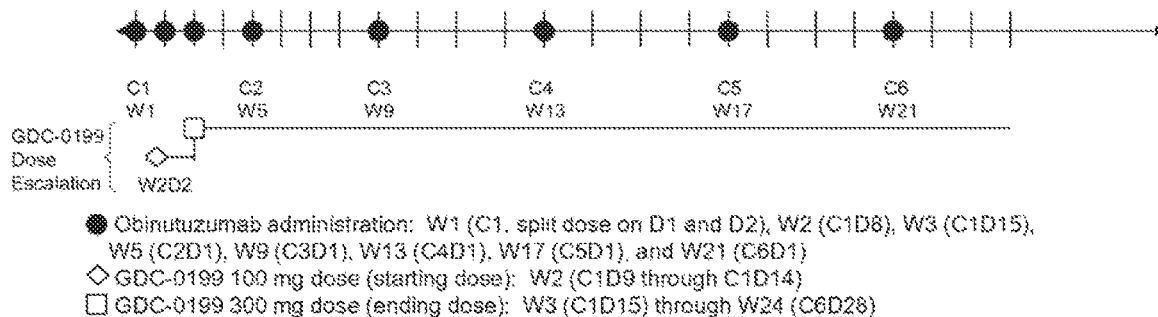 C1 C2 C3 C4 C5 C6
W1 W5 W9 W13 W17 W21
GDC-0199
Dose
Escalation W2D2
Obinutuzumab administration: W1 (C1, split dose on D1 and D2), W2 (C1D8), W3 (C1D15),
W5 (C2D1), W9 (C3D1), W13 (C4D1), W17 (C5D1), and W21 (C6D1)
GDC-0199 100 mg dose (starting dose): W2 (C1D9 through C1D14)
GDC-0199 300 mg dose (ending dose): W3 (C1D15) through W24 (C6D28)